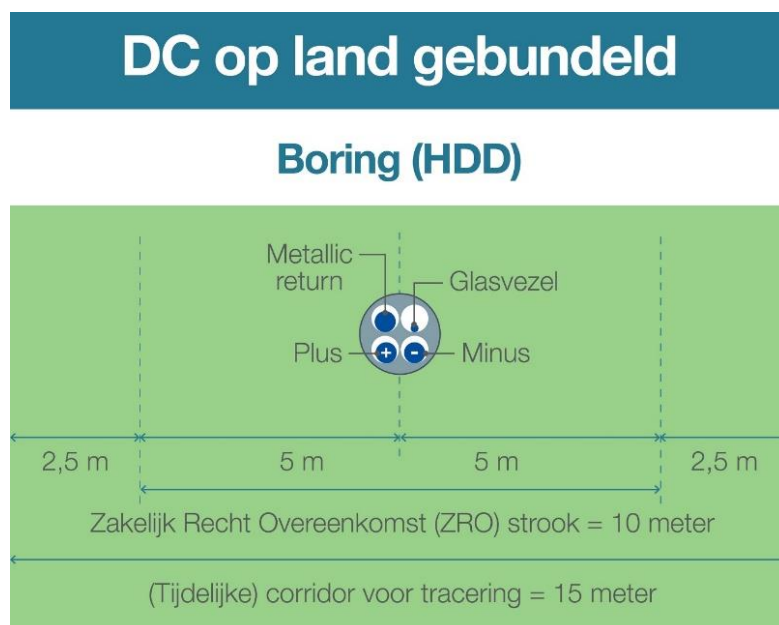 DC op land gebundeld
Boring (HDD)
Metallic
return
Glasvezel
Plus
+
-
Minus
2,5 m
5 m
5 m
2,5 m
Zakelijk Recht Overeenkomst (ZRO) strook = 10 meter
(Tijdelijke) corridor voor tracering = 15 meter